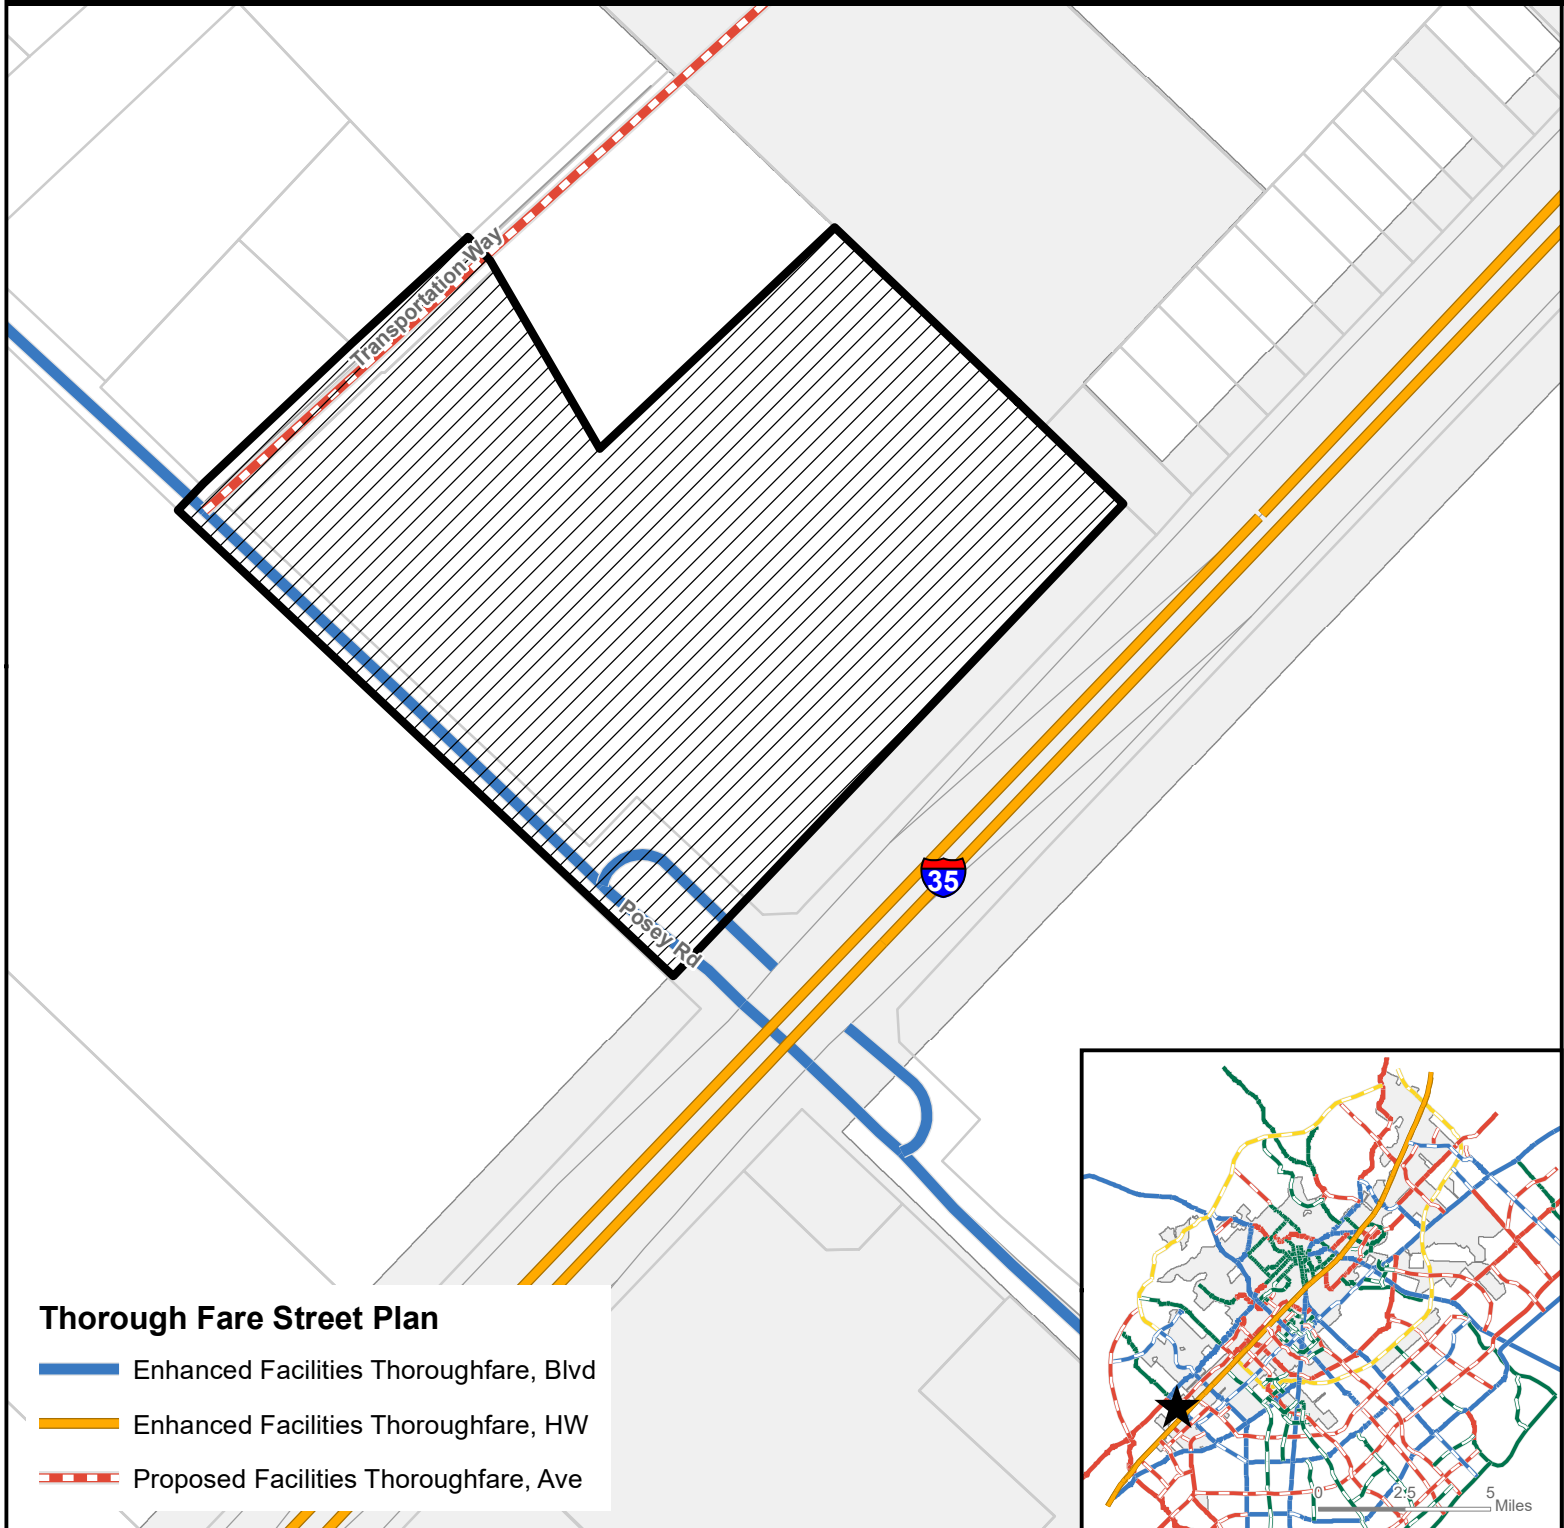 Transportation Way
35
Posey Rd
Thorough Fare Street Plan
Enhanced Facilities Thoroughfare, Blvd
Enhanced Facilities Thoroughfare, HW
Proposed Facilities Thoroughfare, Ave
0 2.5 5
Miles